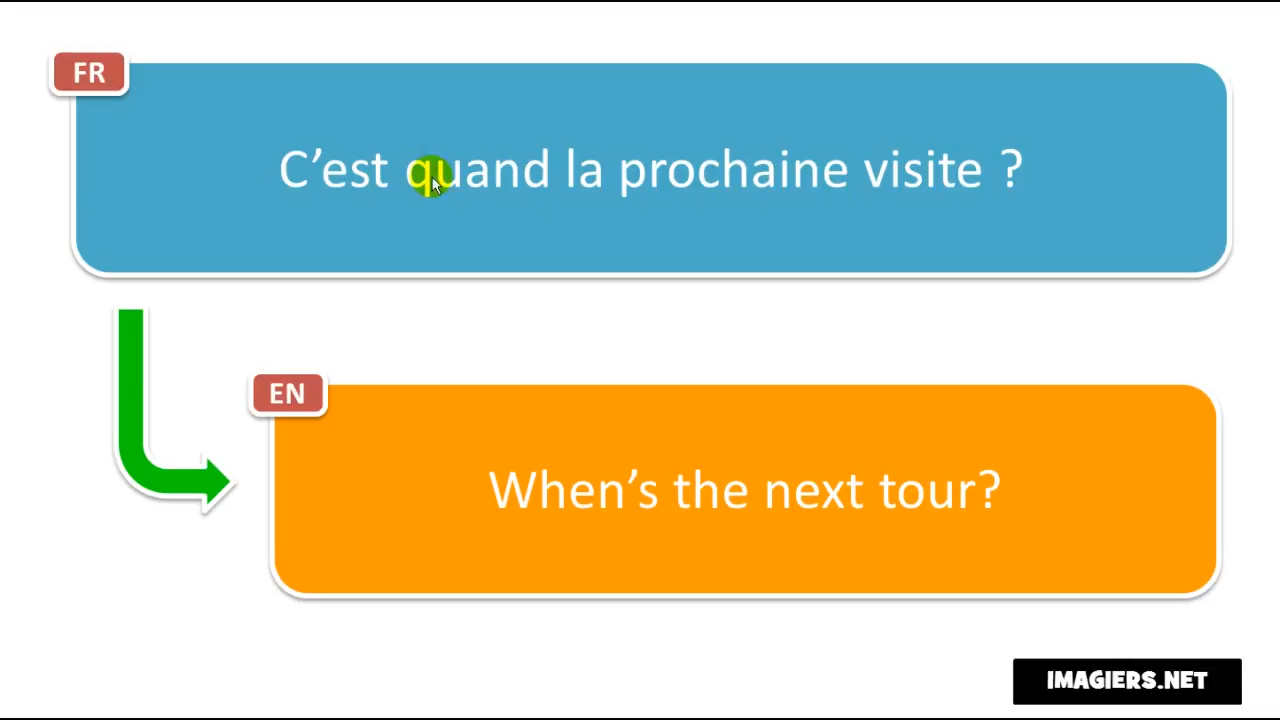 FR
C’est quand la prochaine visite ?
EN
When’s the next tour?
IMAGIERS.NET